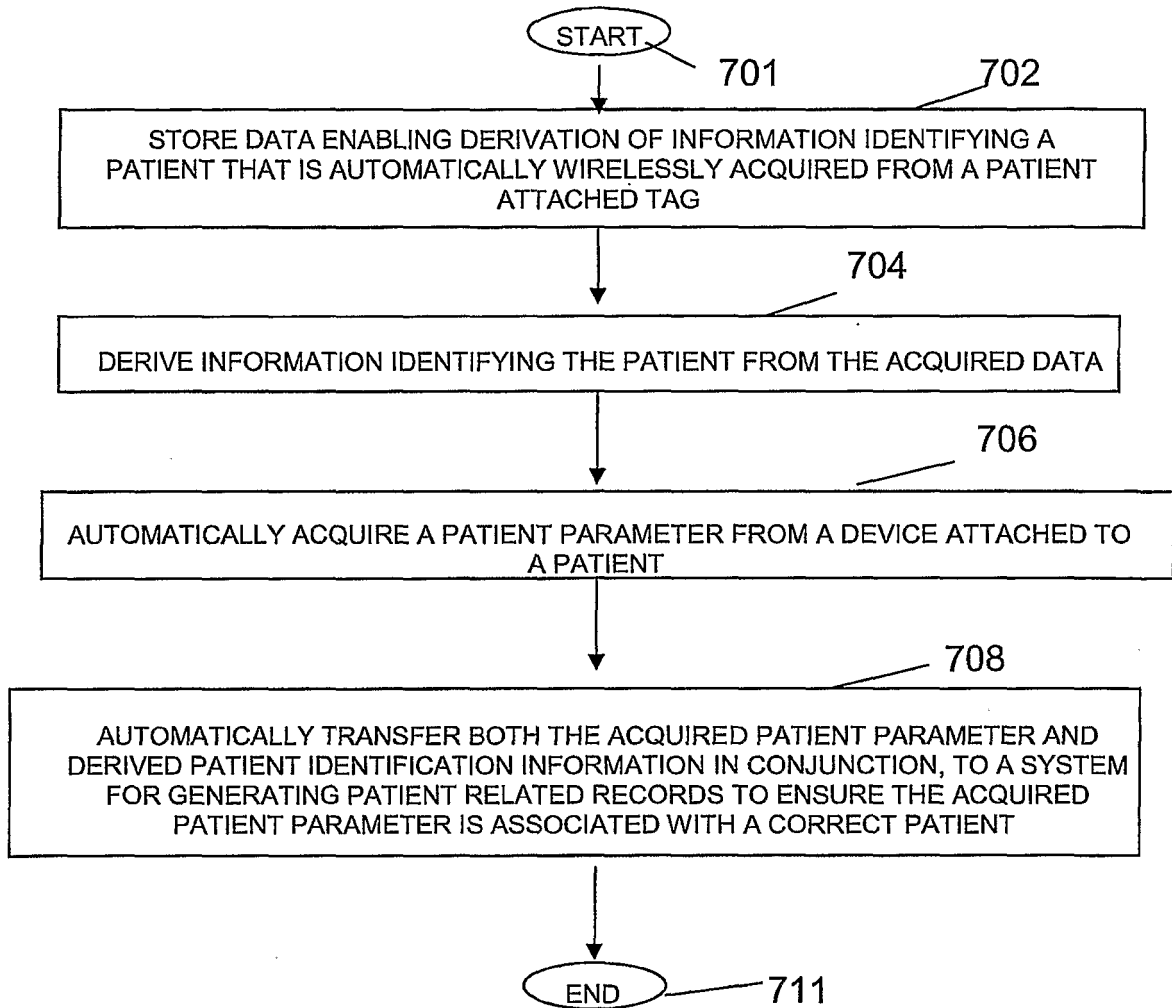 START
701
702
STORE DATA ENABLING DERIVATION OF INFORMATION IDENTIFYING A
PATIENT THAT IS AUTOMATICALLY WIRELESSLY ACQUIRED FROM A PATIENT
ATTACHED TAG
704
DERIVE INFORMATION IDENTIFYING THE PATIENT FROM THE ACQUIRED DATA
706
AUTOMATICALLY ACQUIRE A PATIENT PARAMETER FROM A DEVICE ATTACHED TO
A PATIENT
708
AUTOMATICALLY TRANSFER BOTH THE ACQUIRED PATIENT PARAMETER AND
DERIVED PATIENT IDENTIFICATION INFORMATION IN CONJUNCTION, TO A SYSTEM
FOR GENERATING PATIENT RELATED RECORDS TO ENSURE THE ACQUIRED
PATIENT PARAMETER IS ASSOCIATED WITH A CORRECT PATIENT
END
711